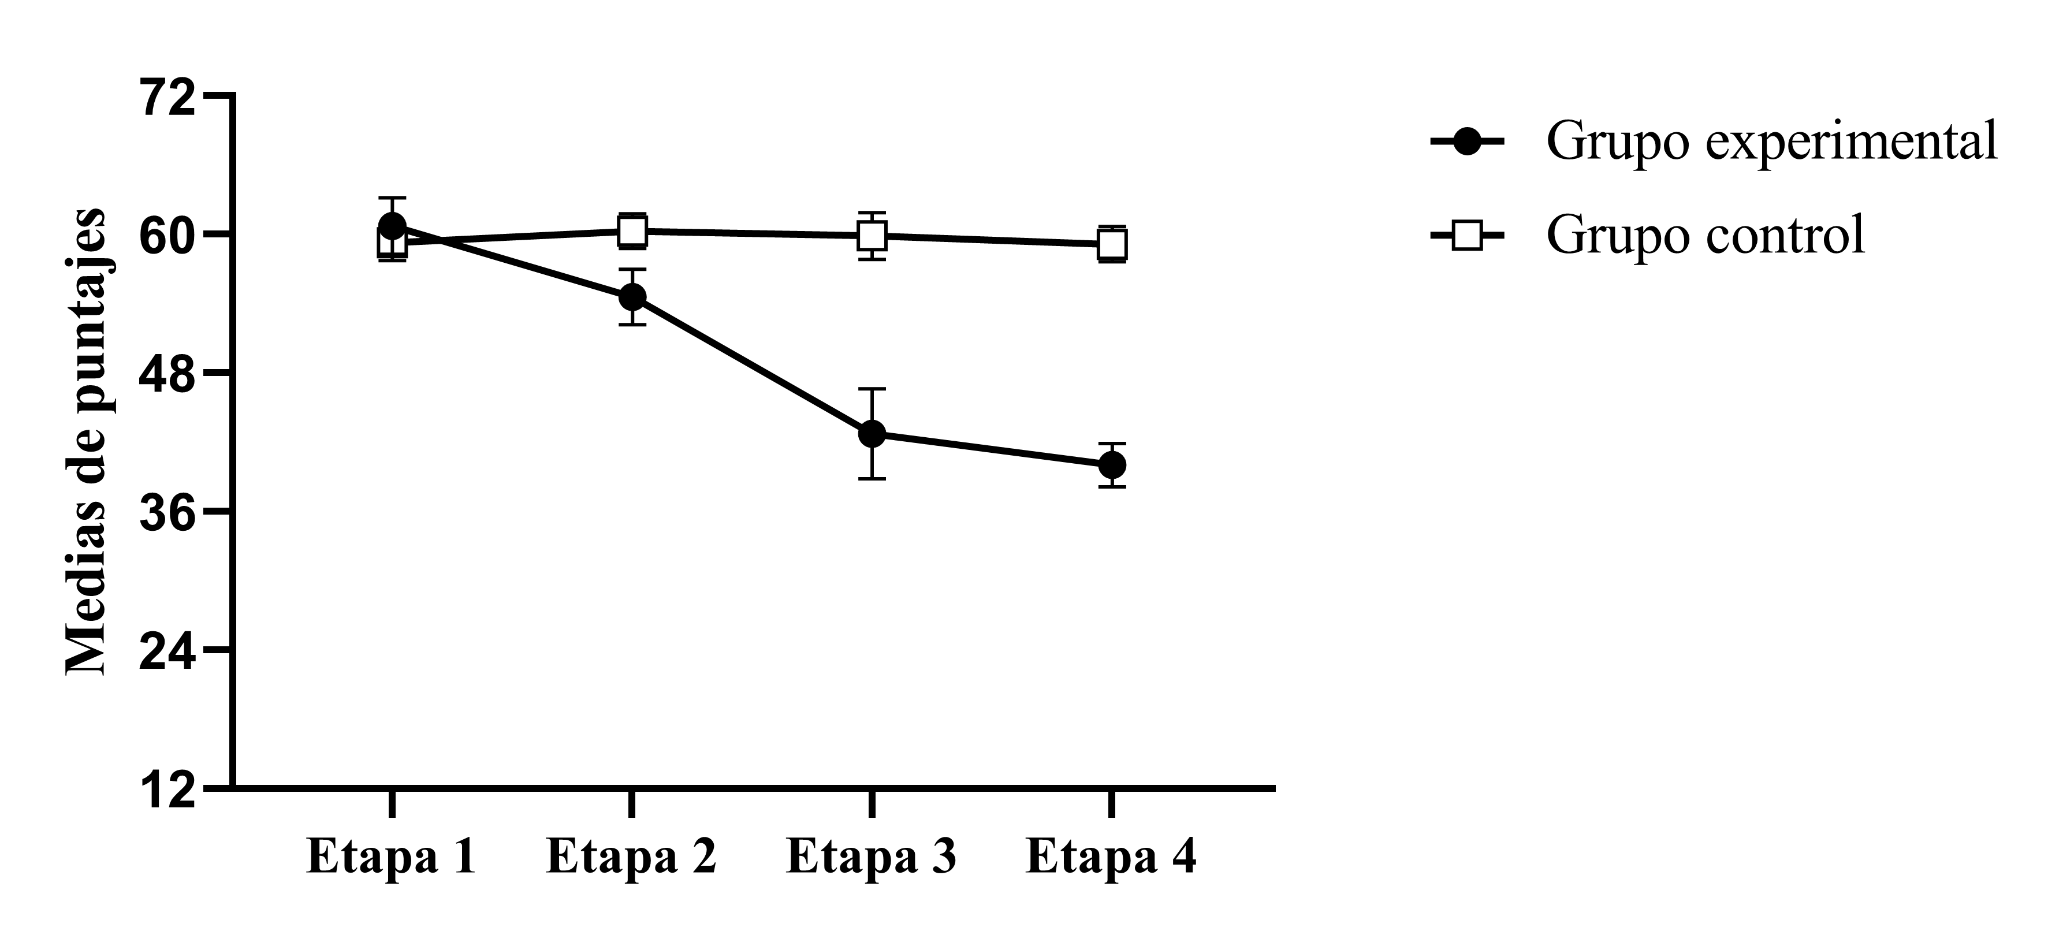 Medias de puntajes
72
60
48
36
24
12
Etapa 1
Etapa 2
Etapa 3
Etapa 4
Grupo experimental
Grupo control